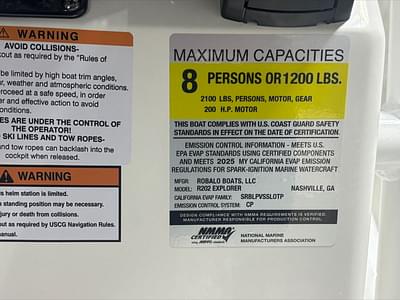 WARNING
AVOID COLLISIONS-
kout as required by the "Rules of
be limited by high boat trim angles,
ur, weather and atmospheric conditions.
proceed at a safe speed, in order
er and effective action to avoid
conditions.
ES ARE UNDER THE CONTROL OF
THE OPERATOR!
SKI LINES AND TOW ROPES-
and tow ropes can backlash into the
cockpit when released.
WARNING
is helm station is limited.
standing position may be necessary.
jury or death from collisions.
out as required by USCG Navigation Rules.
manual.
MAXIMUM CAPACITIES
8 PERSONS OR 1200 LBS.
2100 LBS, PERSONS, MOTOR, GEAR
200 H.P. MOTOR
THIS BOAT COMPLIES WITH U.S. COAST GUARD SAFETY
STANDARDS IN EFFECT ON THE DATE OF CERTIFICATION.
EMISSION CONTROL INFORMATION - MEETS U.S.
EPA EVAP STANDARDS USING CERTIFIED COMPONENTS
AND MEETS 2025 MY CALIFORNIA EVAP EMISSION
REGULATIONS FOR SPARK-IGNITION MARINE WATERCRAFT
MFGR: ROBALO BOATS, LLC
MODEL: R202 EXPLORER NASHVILLE, GA
CALIFORNIA EVAP FAMILY: SRBLPVSSLOTP
EMISSION CONTROL SYSTEM: CP
DESIGN COMPLIANCE WITH NMMA REQUIREMENTS IS VERIFIED.
MANUFACTURER RESPONSIBLE FOR PRODUCTION CONTROL.
NMMA
CERTIFIED
NATIONAL MARINE
MANUFACTURERS ASSOCIATION